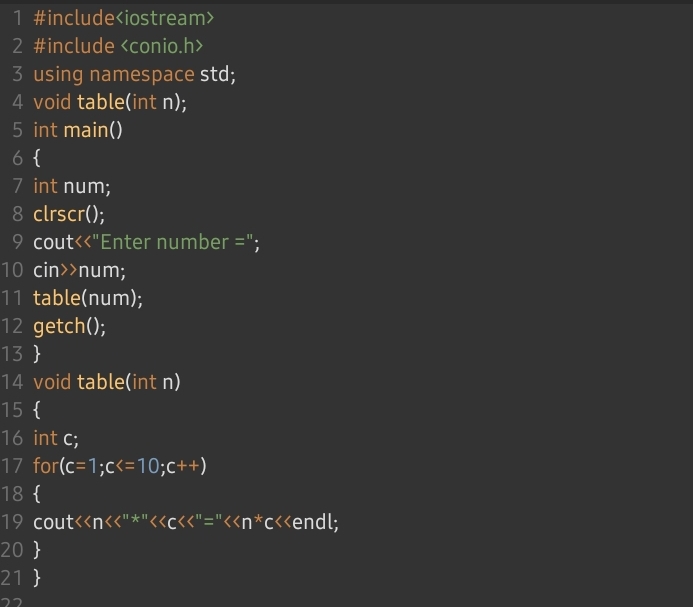 1 #include<iostream>
2 #include <conio.h>
3 using namespace std;
4 void table(int n);
5 int main()
6 {
7 int num;
8 clrscr();
9 cout<<"Enter number =";
10 cin>>num;
11 table(num);
12 getch();
13 }
14 void table(int n)
15 {
16 int c;
17 for(c=1;c<=10;c++)
18 {
19 cout<<n<<"*"<<c<<"="<<n*c<<endl;
20 }
21 }
22